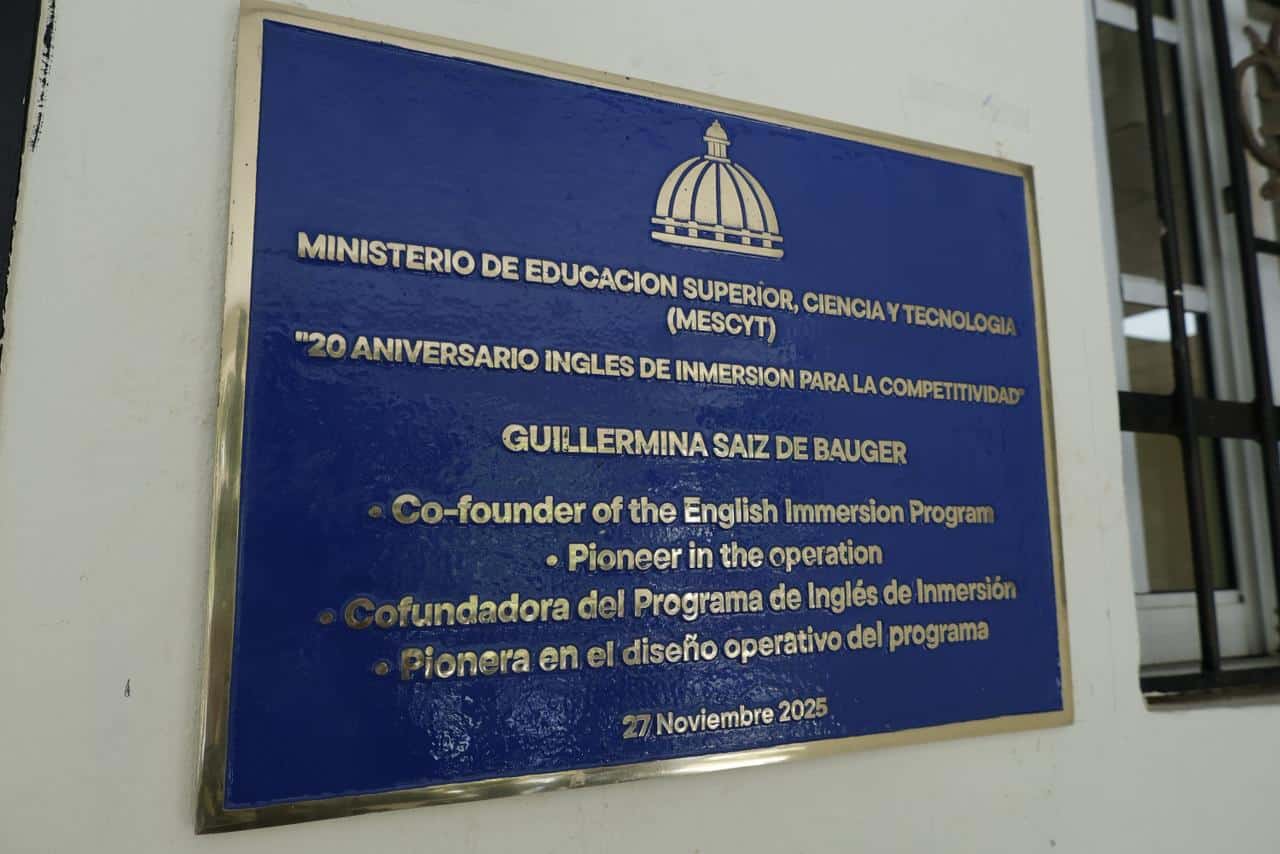 MINISTERIO DE EDUCACION SUPERIOR, CIENCIA Y TECNOLOGIA
(MESCYT)
"20 ANIVERSARIO INGLES DE INMERSION PARA LA COMPETITIVIDAD"
GUILLERMINA SAIZ DE BAUGER
• Co-founder of the English Immersion Program
• Pioneer in the operation
• Cofundadora del Programa de Inglés de Inmersión
• Pionera en el diseño operativo del programa
27 Noviembre 2025